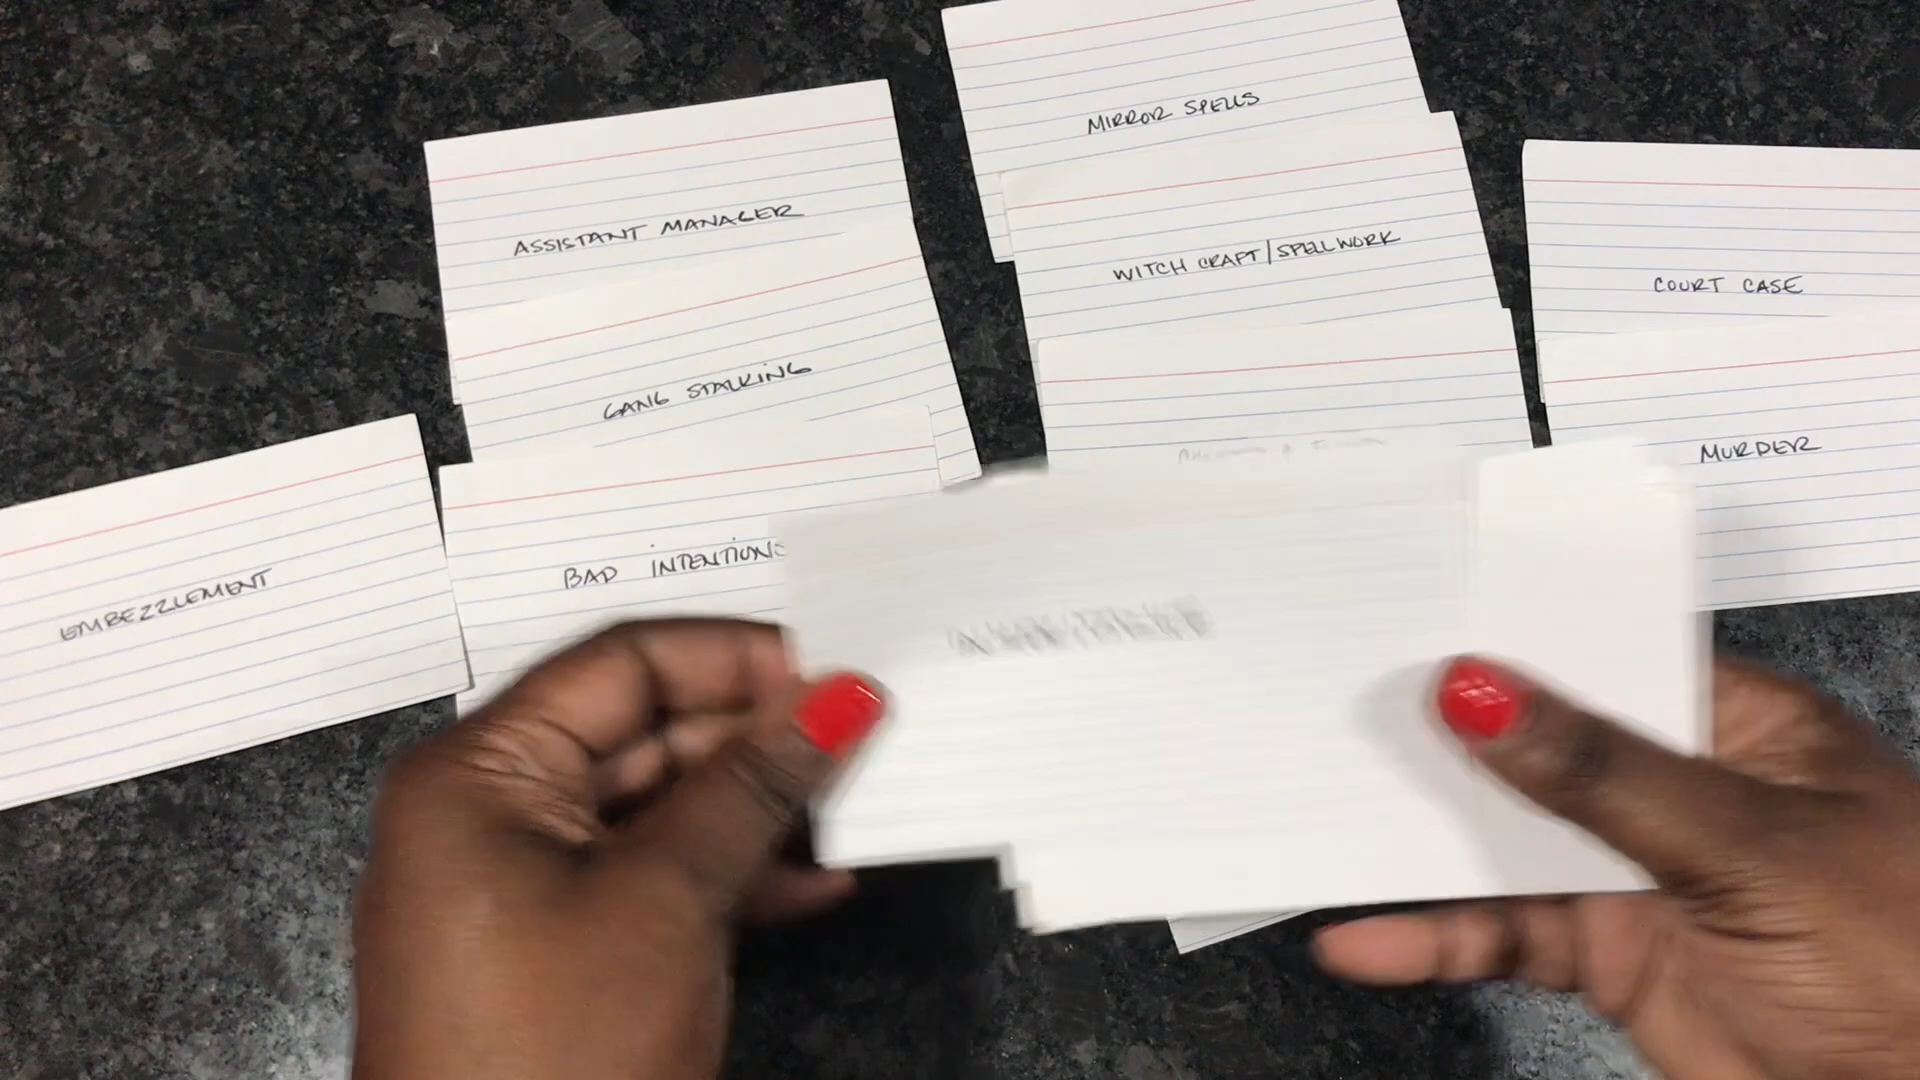 MIRROR SPELLS
ASSISTANT MANAGER
WITCH CRAFT/SPELLWORK
COURT CASE
GANG STALKING
MURDER
EMBEZZLEMENT
BAD INTENTIONS